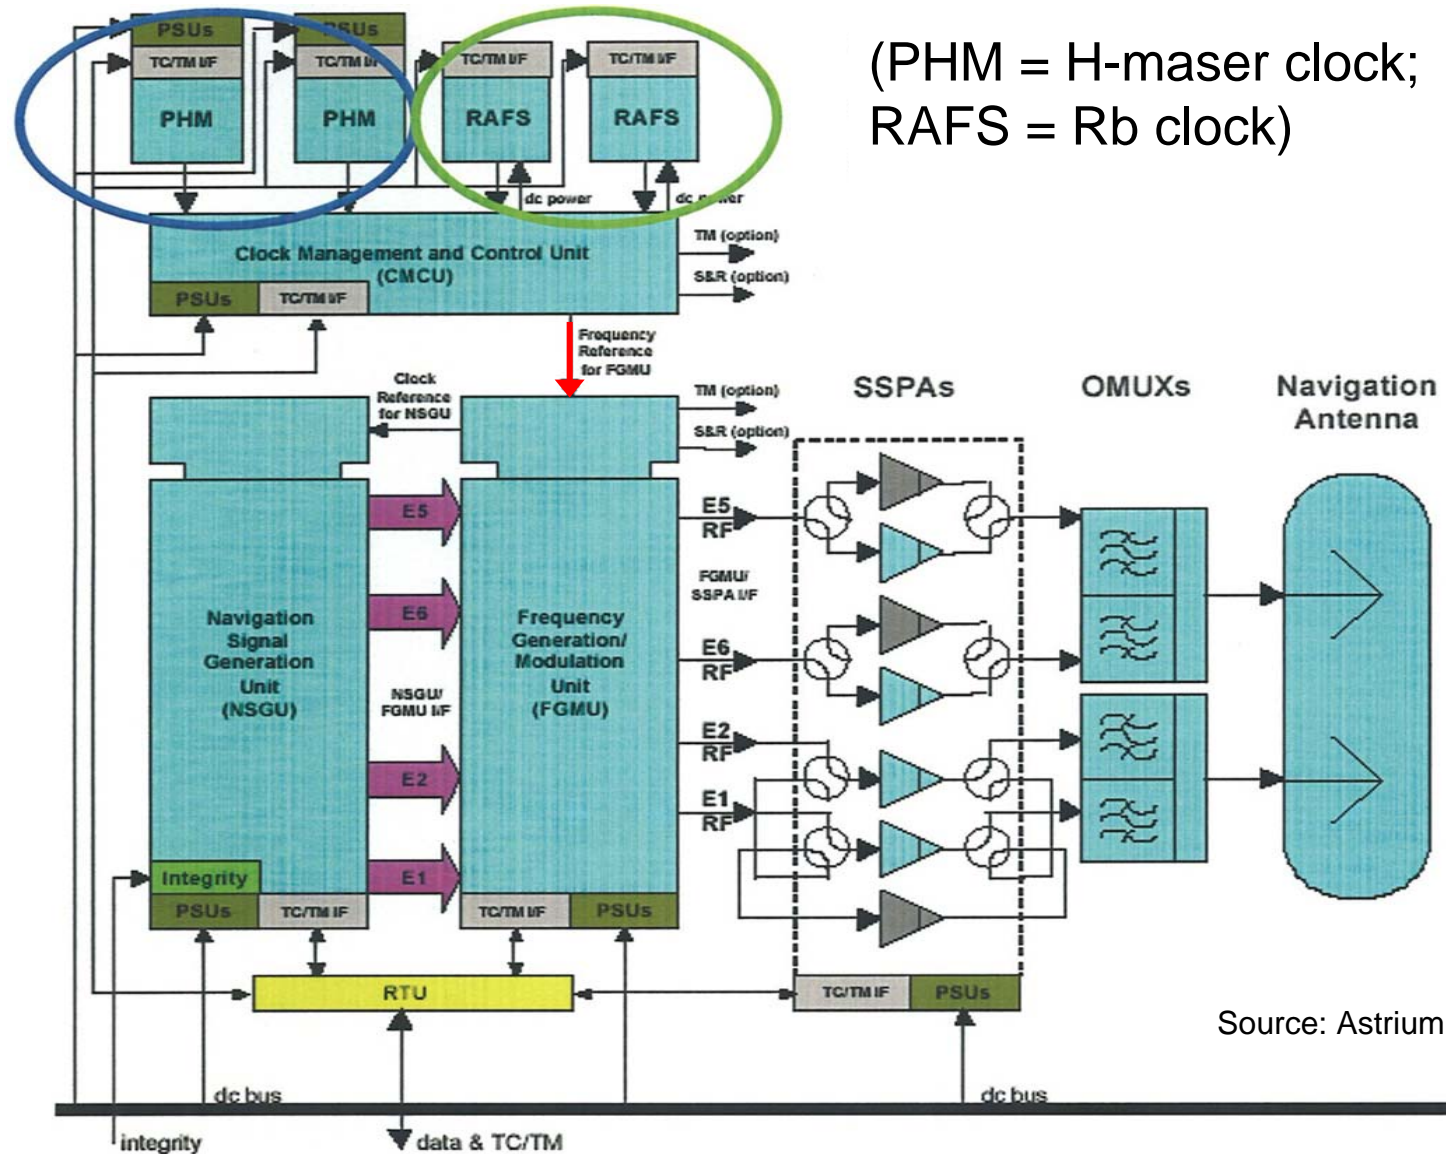 (PHM = H-maser clock;
RAFS = Rb clock)
PSUs
TC/TM I/F
PHM
PSUs
TC/TM I/F
PHM
TC/TM I/F
RAFS
TC/TM I/F
RAFS
dc power
dc power
Clock Management and Control Unit
(CMCU)
PSUs
TC/TM I/F
TM (option)
S&R (option)
Frequency
Reference
for FGMU
Clock
Reference
for NSGU
TM (option)
S&R (option)
SSPAs
OMUXs
Navigation
Antenna
Navigation
Signal
Generation
Unit
(NSGU)
E5
E6
NSGU/
FGMU I/F
E2
E1
Frequency
Generation/
Modulation
Unit
(FGMU)
E5
RF
FGMU/
SSPA I/F
E6
RF
E2
RF
E1
RF
Integrity
PSUs
TC/TM IF
TC/TM I/F
PSUs
RTU
TC/TM IF
PSUs
Source: Astrium
dc bus
dc bus
integrity
data & TC/TM